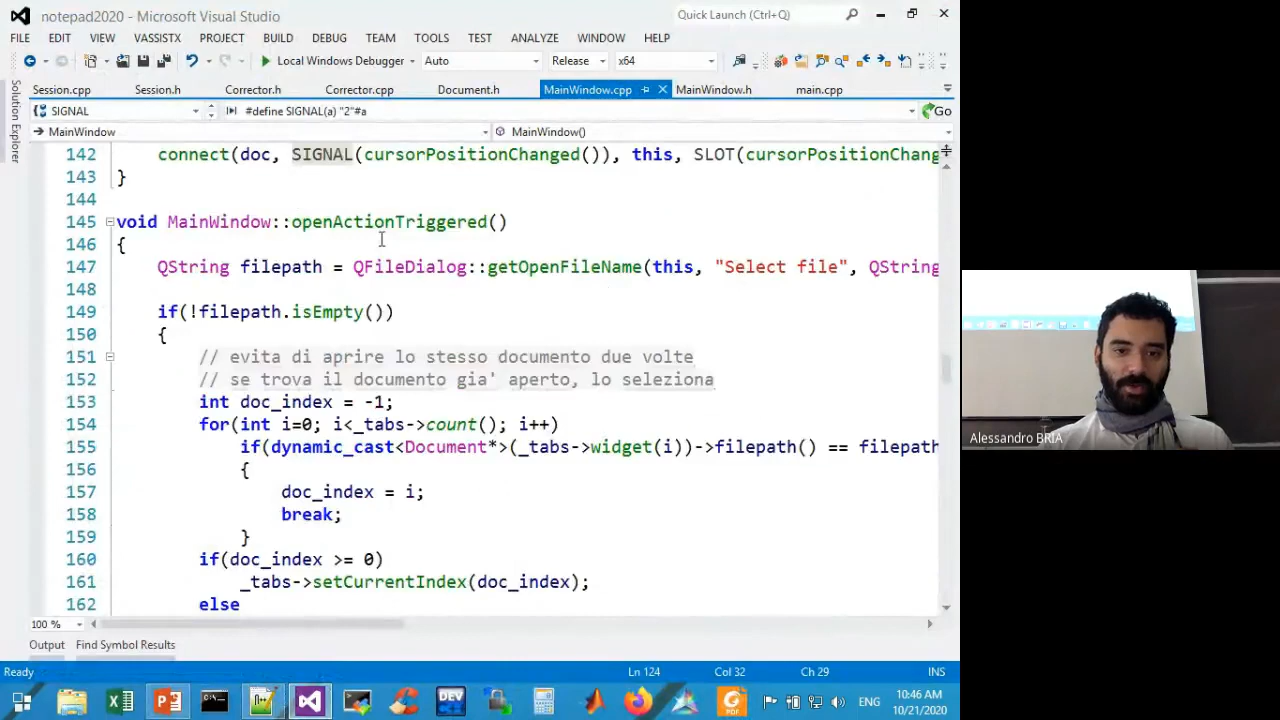 notepad2020 - Microsoft Visual Studio
Quick Launch (Ctrl+Q)
FILE EDIT VIEW VASSISTX PROJECT BUILD DEBUG TEAM TOOLS TEST ANALYZE WINDOW HELP
Local Windows Debugger Auto Release x64
Session.cpp Session.h Corrector.h Corrector.cpp Document.h MainWindow.cpp MainWindow.h main.cpp
SIGNAL #define SIGNAL(a) "2"#a Go
MainWindow MainWindow()
Solution Explorer
142 connect(doc, SIGNAL(cursorPositionChanged()), this, SLOT(cursorPositionChang
143 }
144
145 void MainWindow::openActionTriggered()
146 {
147 QString filepath = QFileDialog::getOpenFileName(this, "Select file", QString
148
149 if(!filepath.isEmpty())
150 {
151 // evita di aprire lo stesso documento due volte
152 // se trova il documento gia' aperto, lo seleziona
153 int doc_index = -1;
154 for(int i=0; i<_tabs->count(); i++)
155 if(dynamic_cast<Document*>(_tabs->widget(i))->filepath() == filepath
156 {
157 doc_index = i;
158 break;
159 }
160 if(doc_index >= 0)
161 _tabs->setCurrentIndex(doc_index);
162 else
100 %
Output Find Symbol Results
Ready Ln 124 Col 32 Ch 29 INS
DEV
PDF
ENG
10:46 AM
10/21/2020
Alessandro BRIA